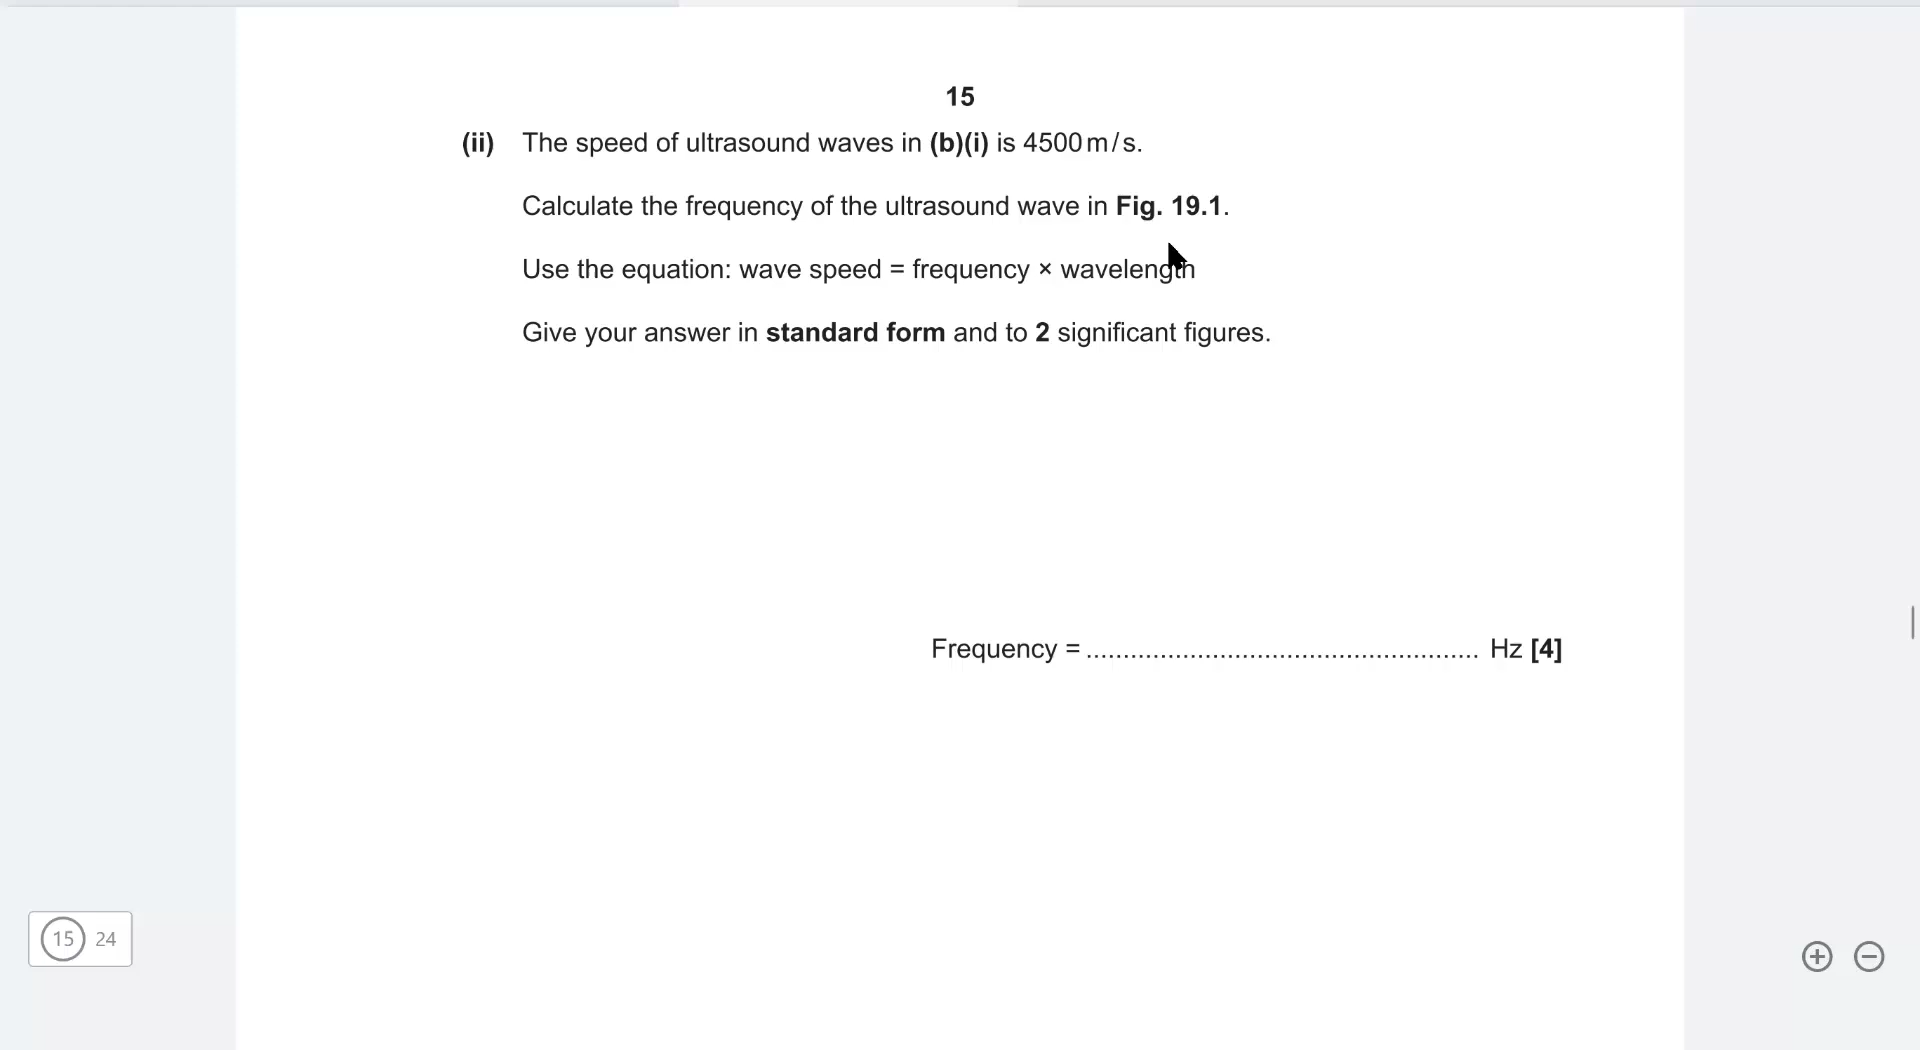 15
(ii) The speed of ultrasound waves in (b)(i) is 4500 m/s.
Calculate the frequency of the ultrasound wave in Fig. 19.1.
Use the equation: wave speed = frequency × wavelength
Give your answer in standard form and to 2 significant figures.
Frequency = ..................................................... Hz [4]
15 24